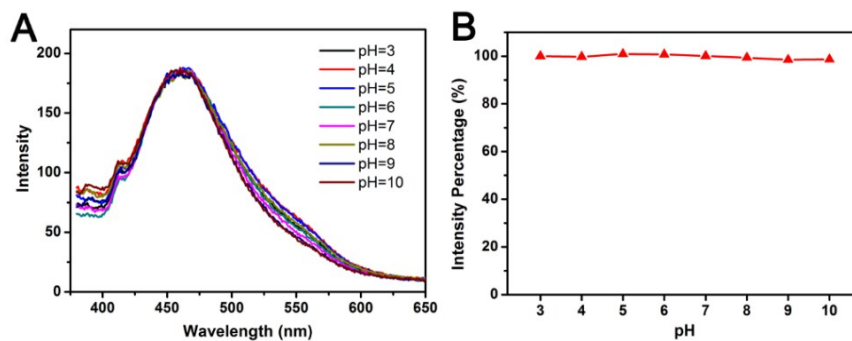 A
200
150
100
50
0
Intensity
400 450 500 550 600 650
Wavelength (nm)
pH=3
pH=4
pH=5
pH=6
pH=7
pH=8
pH=9
pH=10
B
100
80
60
40
20
0
Intensity Percentage (%)
3 4 5 6 7 8 9 10
pH